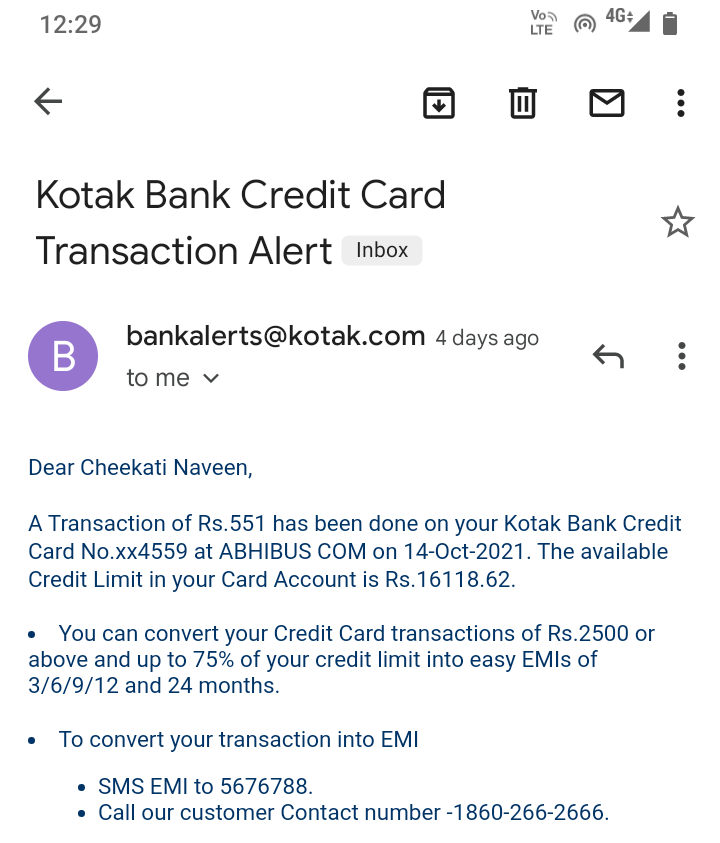 12:29
Vo LTE 4G
Kotak Bank Credit Card
Transaction Alert Inbox
B
bankalerts@kotak.com 4 days ago
to me
Dear Cheekati Naveen,
A Transaction of Rs.551 has been done on your Kotak Bank Credit
Card No.xx4559 at ABHIBUS COM on 14-Oct-2021. The available
Credit Limit in your Card Account is Rs.16118.62.
• You can convert your Credit Card transactions of Rs.2500 or
above and up to 75% of your credit limit into easy EMIs of
3/6/9/12 and 24 months.
• To convert your transaction into EMI
• SMS EMI to 5676788.
• Call our customer Contact number -1860-266-2666.